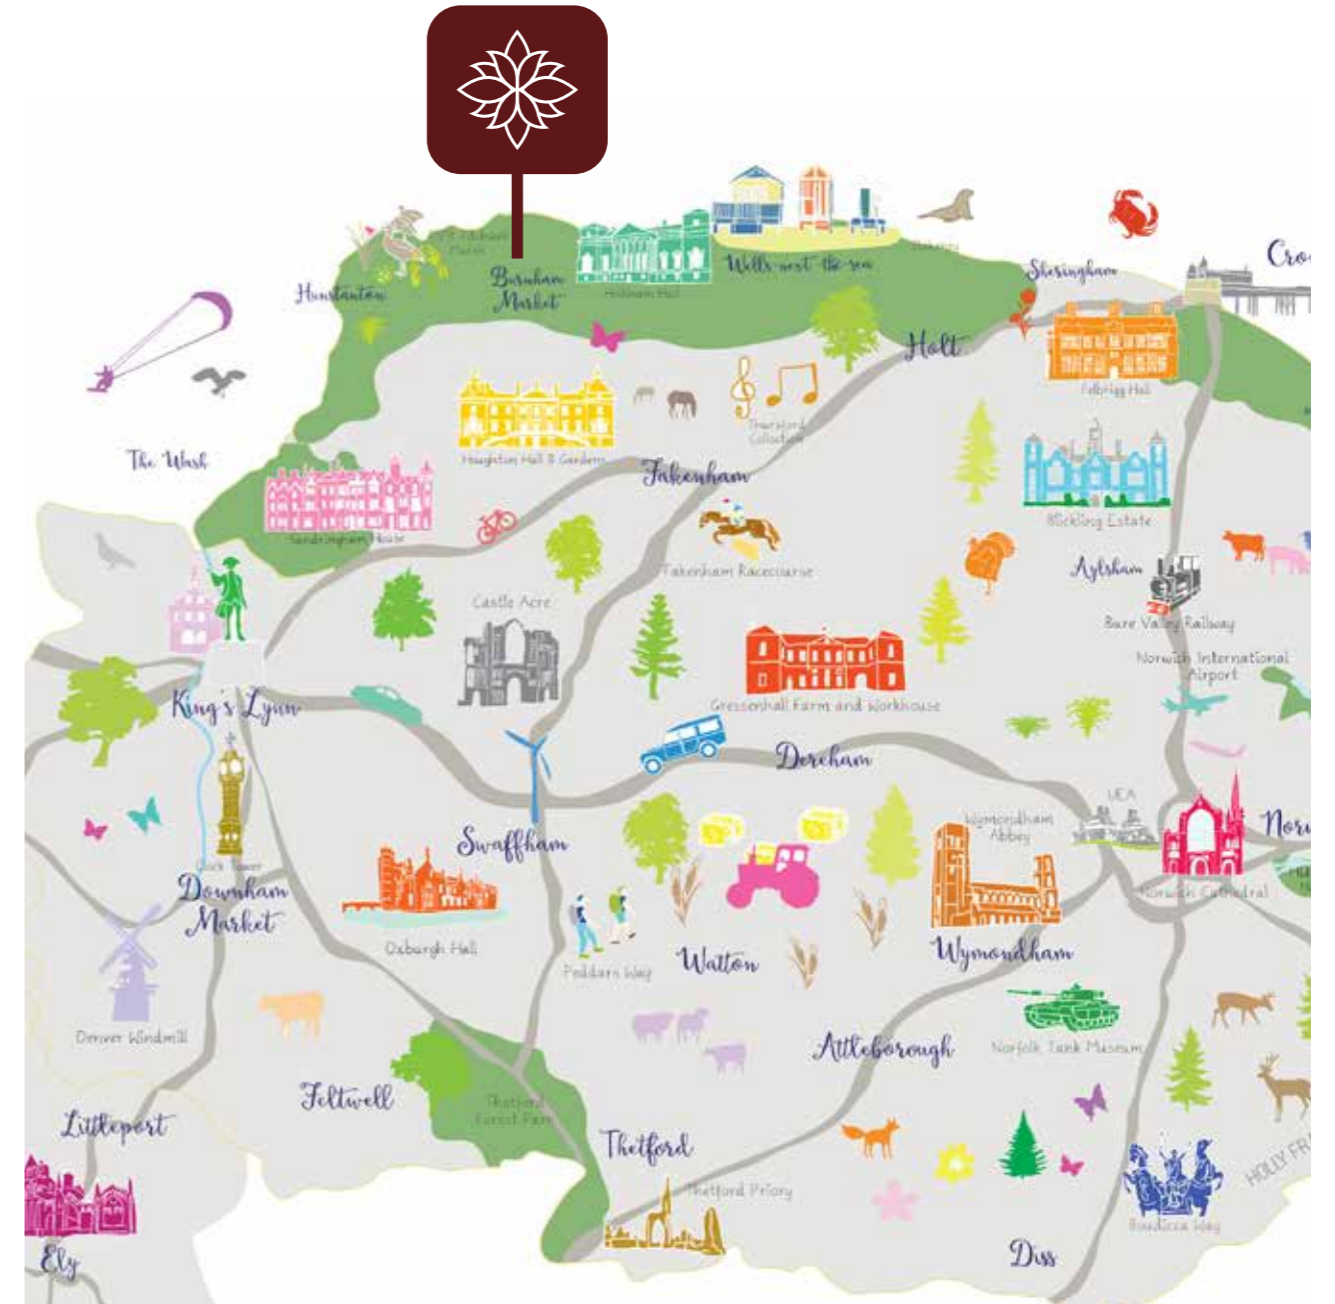 Cro
Burnham
Market
Holkham Hall
Wells-next-the-sea
Sheringham
Hunstanton
Holt
Felbrigg Hall
Thursford
Collection
The Wash
Houghton Hall & Gardens
Fakenham
Sandringham House
Blickling Estate
Fakenham Racecourse
Aylsham
Castle Acre
Bure Valley Railway
Norwich International
Airport
King's Lynn
Gressenhall Farm and Workhouse
Dereham
UEA
Swaffham
Wymondham
Abbey
Nor
Clock Tower
Downham
Market
Norwich Cathedral
Oxburgh Hall
Peddars Way
Watton
Wymondham
Denver Windmill
Attleborough
Norfolk Tank Museum
Feltwell
Thetford
Forest Park
Littleport
Thetford
HOLLY FR
Thetford Priory
Boudicca Way
Ely
Diss